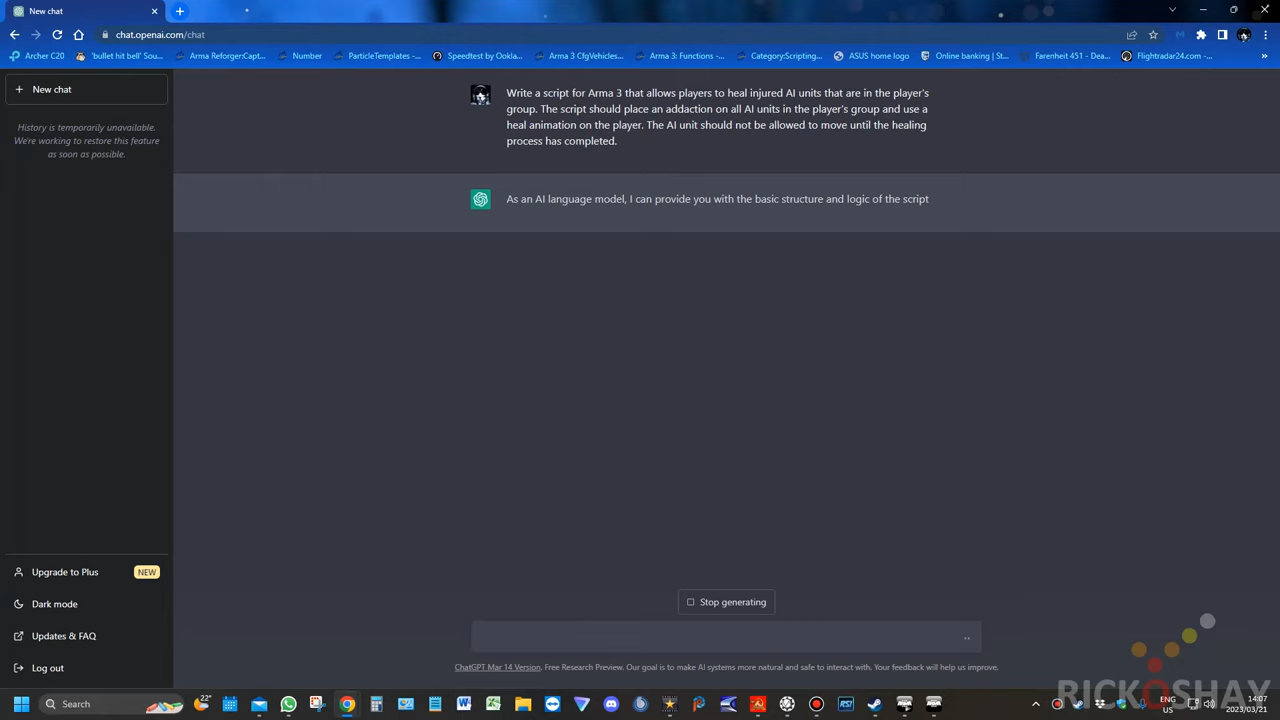 New chat
chat.openai.com/chat
Archer C20
'bullet hit bell' Sou...
Arma Reforger:Capt...
Number
ParticleTemplates -...
Speedtest by Ookla...
Arma 3 CfgVehicles...
Arma 3: Functions -...
Category:Scripting...
ASUS home logo
Online banking | St...
Farenheit 451 - Dea...
Flightradar24.com -...
»
+ New chat
History is temporarily unavailable.
We're working to restore this feature
as soon as possible.
Write a script for Arma 3 that allows players to heal injured AI units that are in the player's
group. The script should place an addaction on all AI units in the player's group and use a
heal animation on the player. The AI unit should not be allowed to move until the healing
process has completed.
As an AI language model, I can provide you with the basic structure and logic of the script
Stop generating
..
ChatGPT Mar 14 Version. Free Research Preview. Our goal is to make AI systems more natural and safe to interact with. Your feedback will help us improve.
Upgrade to Plus
NEW
Dark mode
Updates & FAQ
Log out
RICKOSHAY
Search
22°
RSI
ENG
US
14:07
2023/03/21